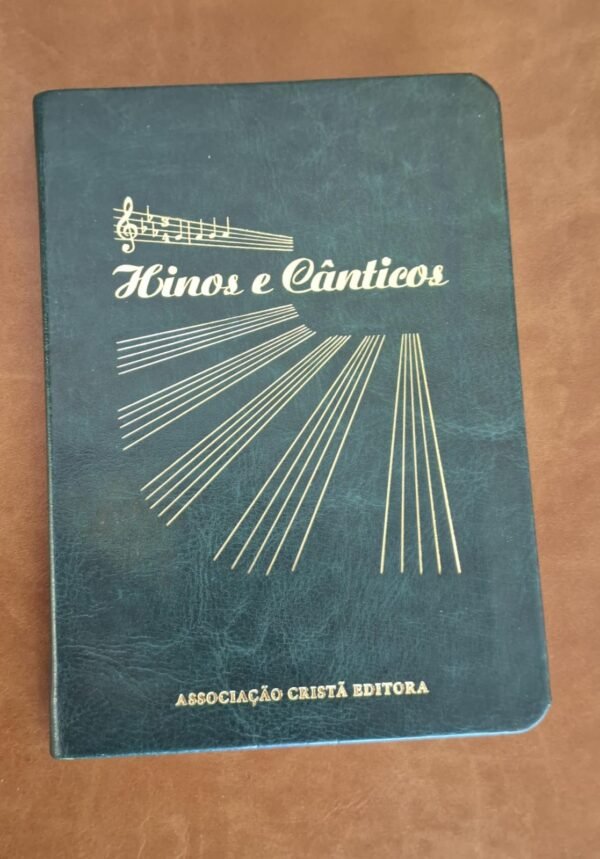 Hinos e Cânticos
ASSOCIAÇÃO CRISTÃ EDITORA